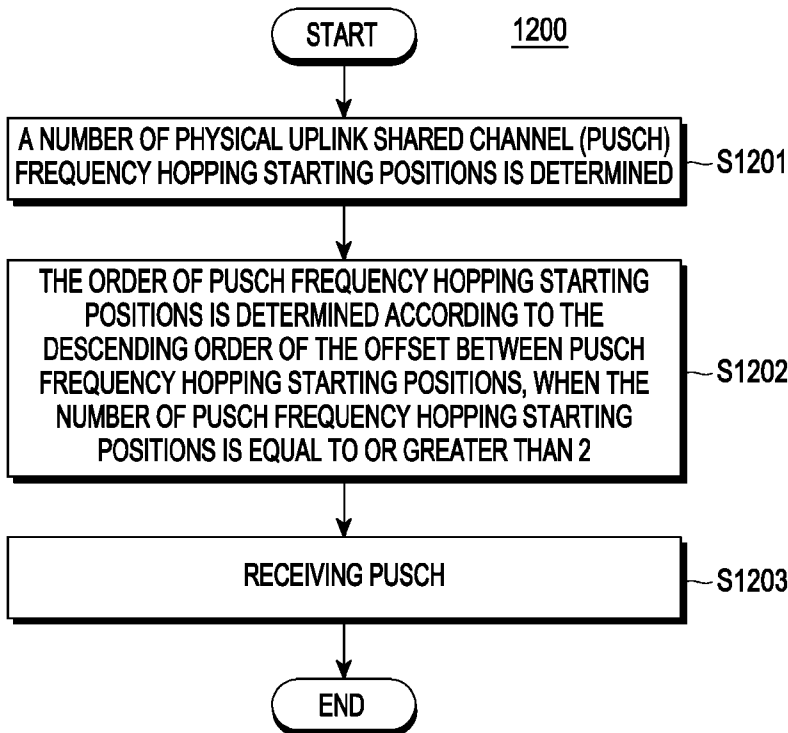 START
1200
A NUMBER OF PHYSICAL UPLINK SHARED CHANNEL (PUSCH)
FREQUENCY HOPPING STARTING POSITIONS IS DETERMINED
S1201
THE ORDER OF PUSCH FREQUENCY HOPPING STARTING
POSITIONS IS DETERMINED ACCORDING TO THE
DESCENDING ORDER OF THE OFFSET BETWEEN PUSCH
FREQUENCY HOPPING STARTING POSITIONS, WHEN THE
NUMBER OF PUSCH FREQUENCY HOPPING STARTING
POSITIONS IS EQUAL TO OR GREATER THAN 2
S1202
RECEIVING PUSCH
S1203
END